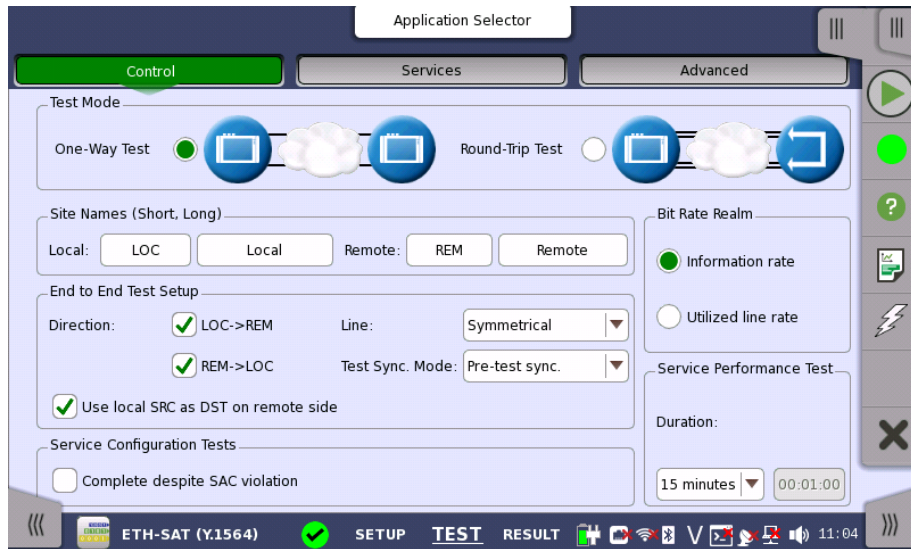 Application Selector
Control Services Advanced
Test Mode
One-Way Test Round-Trip Test
Site Names (Short, Long)
Local: LOC Local Remote: REM Remote
Bit Rate Realm
Information rate
Utilized line rate
End to End Test Setup
Direction: LOC->REM Line: Symmetrical
REM->LOC Test Sync. Mode: Pre-test sync.
Use local SRC as DST on remote side
Service Performance Test
Duration:
15 minutes 00:01:00
Service Configuration Tests
Complete despite SAC violation
ETH-SAT (Y.1564) SETUP TEST RESULT V 11:04